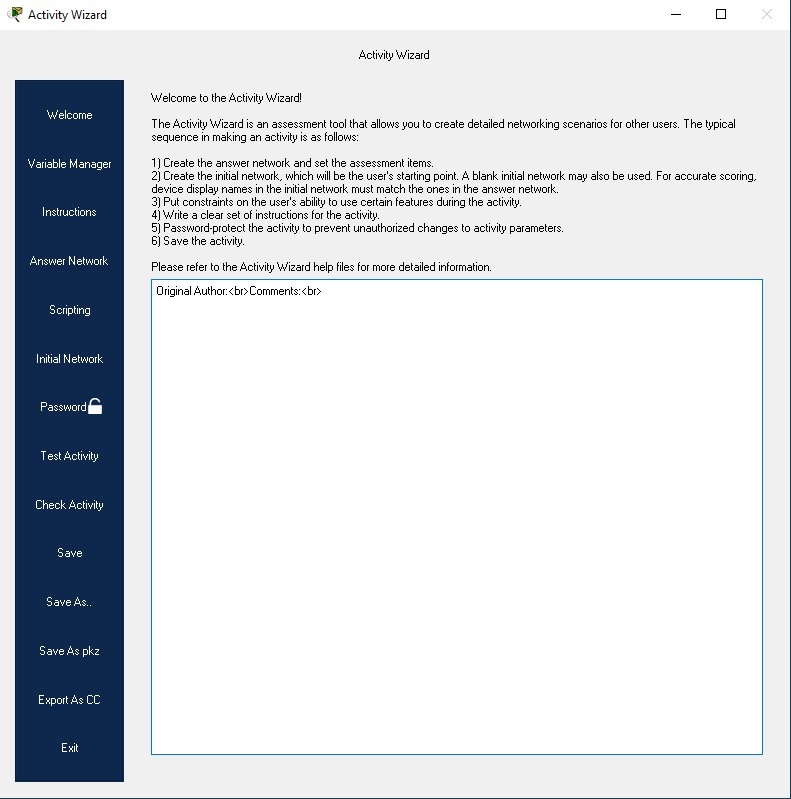 Activity Wizard
Activity Wizard
Welcome
Variable Manager
Instructions
Answer Network
Scripting
Initial Network
Password
Test Activity
Check Activity
Save
Save As..
Save As pkz
Export As CC
Exit
Welcome to the Activity Wizard!
The Activity Wizard is an assessment tool that allows you to create detailed networking scenarios for other users. The typical
sequence in making an activity is as follows:
1) Create the answer network and set the assessment items.
2) Create the initial network, which will be the user's starting point. A blank initial network may also be used. For accurate scoring,
device display names in the initial network must match the ones in the answer network.
3) Put constraints on the user's ability to use certain features during the activity.
4) Write a clear set of instructions for the activity.
5) Password-protect the activity to prevent unauthorized changes to activity parameters.
6) Save the activity.
Please refer to the Activity Wizard help files for more detailed information.
Original Author:<br>Comments:<br>